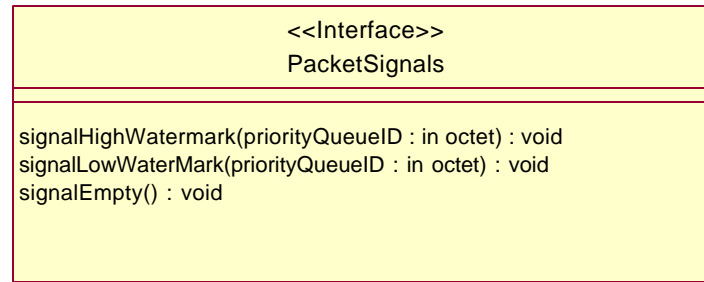 <<Interface>>
PacketSignals
signalHighWatermark(priorityQueueID : in octet) : void
signalLowWaterMark(priorityQueueID : in octet) : void
signalEmpty() : void